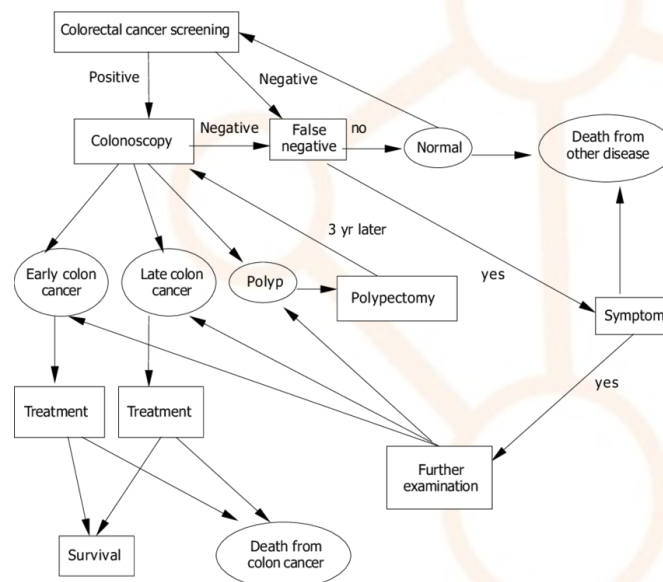 Colorectal cancer screening
Positive
Negative
Colonoscopy
Negative
False
negative
no
Normal
Death from
other disease
3 yr later
Early colon
cancer
Late colon
cancer
Polyp
Polypectomy
yes
Symptom
yes
Treatment
Treatment
Further
examination
Survival
Death from
colon cancer